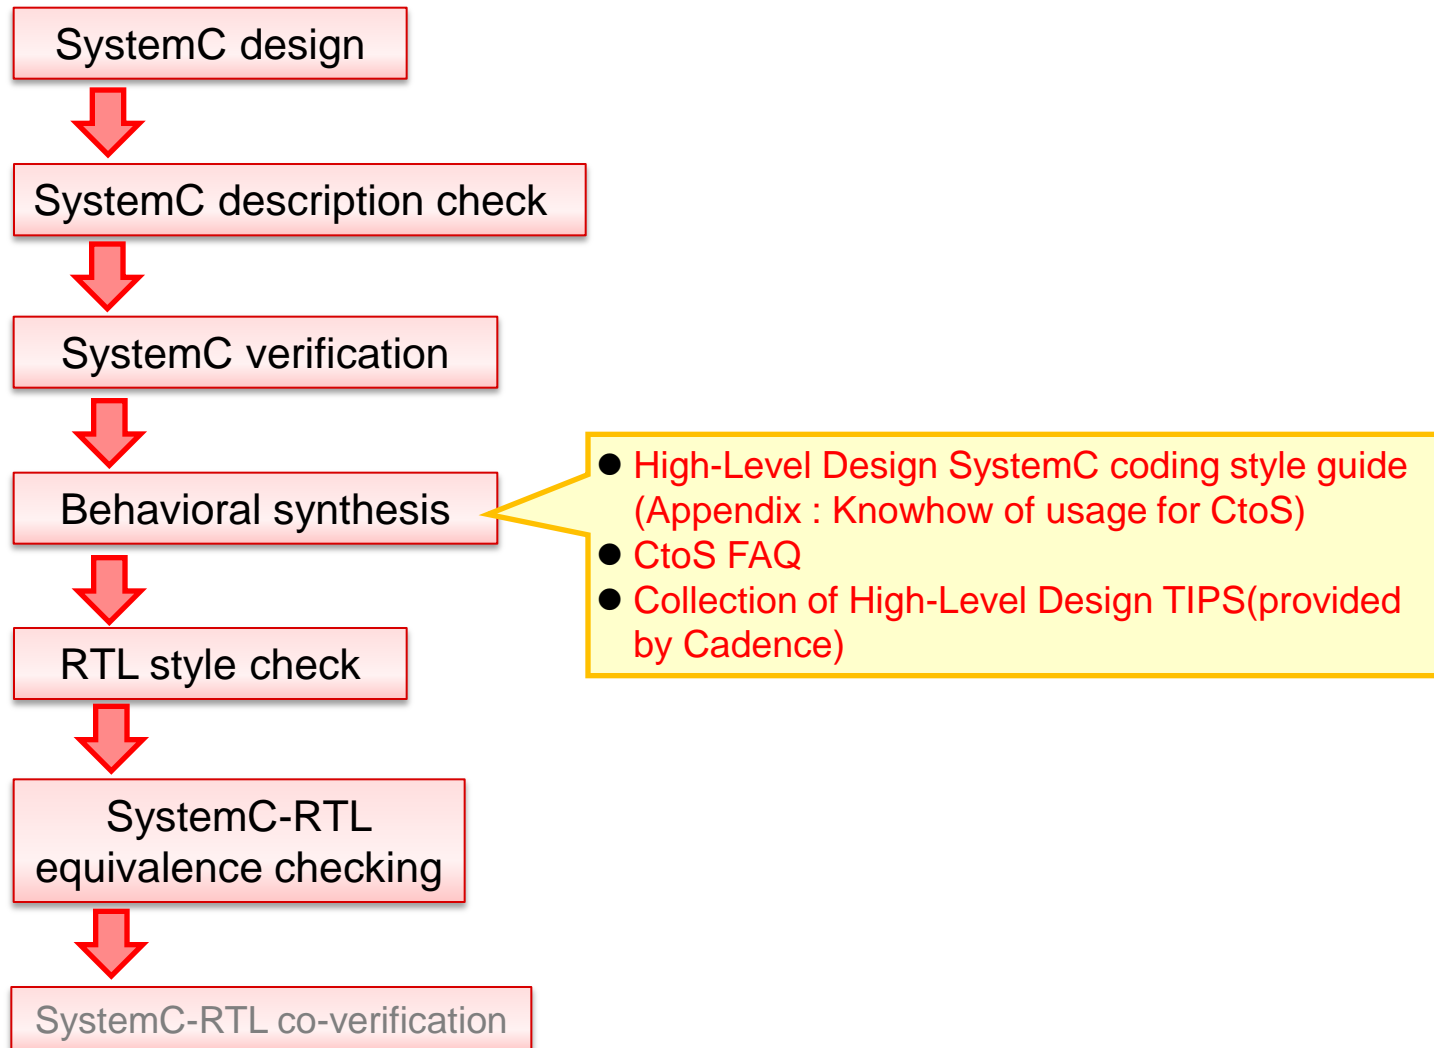 SystemC design
SystemC description check
SystemC verification
Behavioral synthesis
● High-Level Design SystemC coding style guide
(Appendix : Knowhow of usage for CtoS)
● CtoS FAQ
● Collection of High-Level Design TIPS(provided
by Cadence)
RTL style check
SystemC-RTL
equivalence checking
SystemC-RTL co-verification